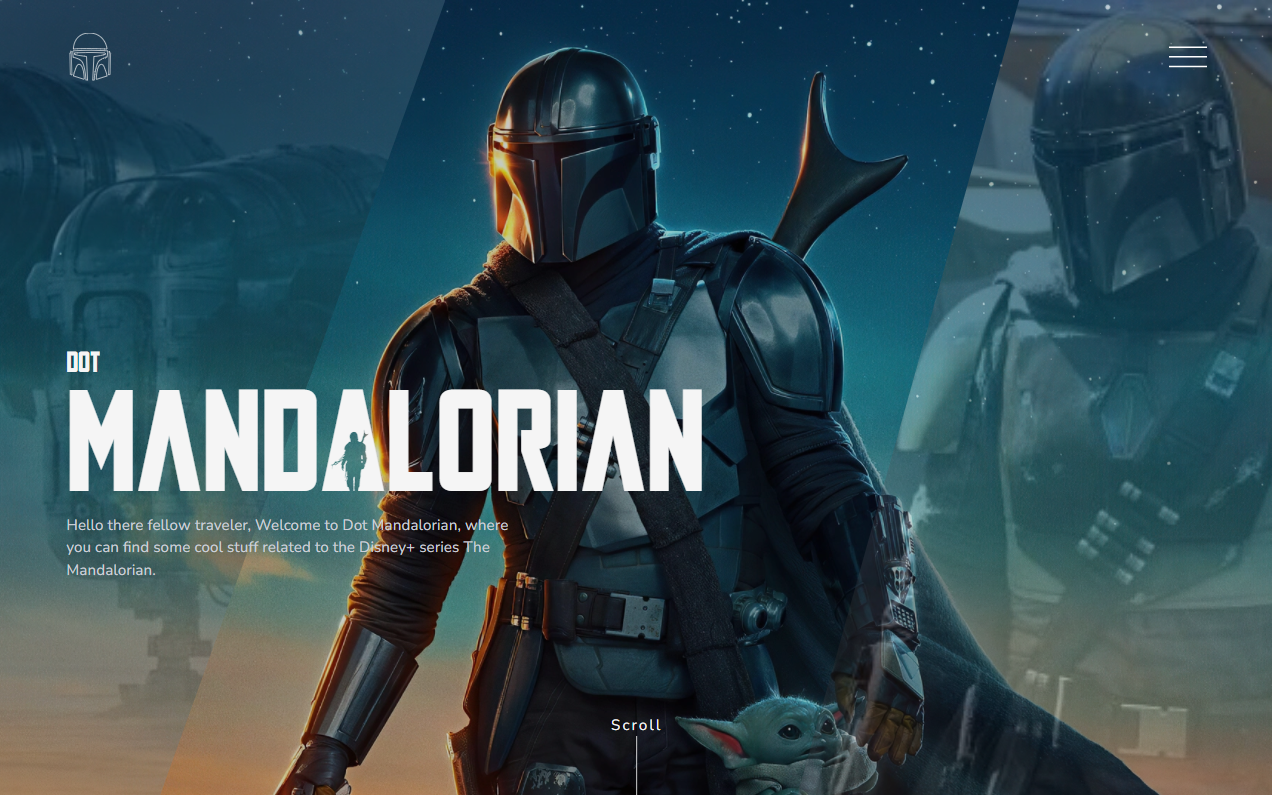 DOT
MANDALORIAN
Hello there fellow traveler, Welcome to Dot Mandalorian, where
you can find some cool stuff related to the Disney+ series The
Mandalorian.
Scroll